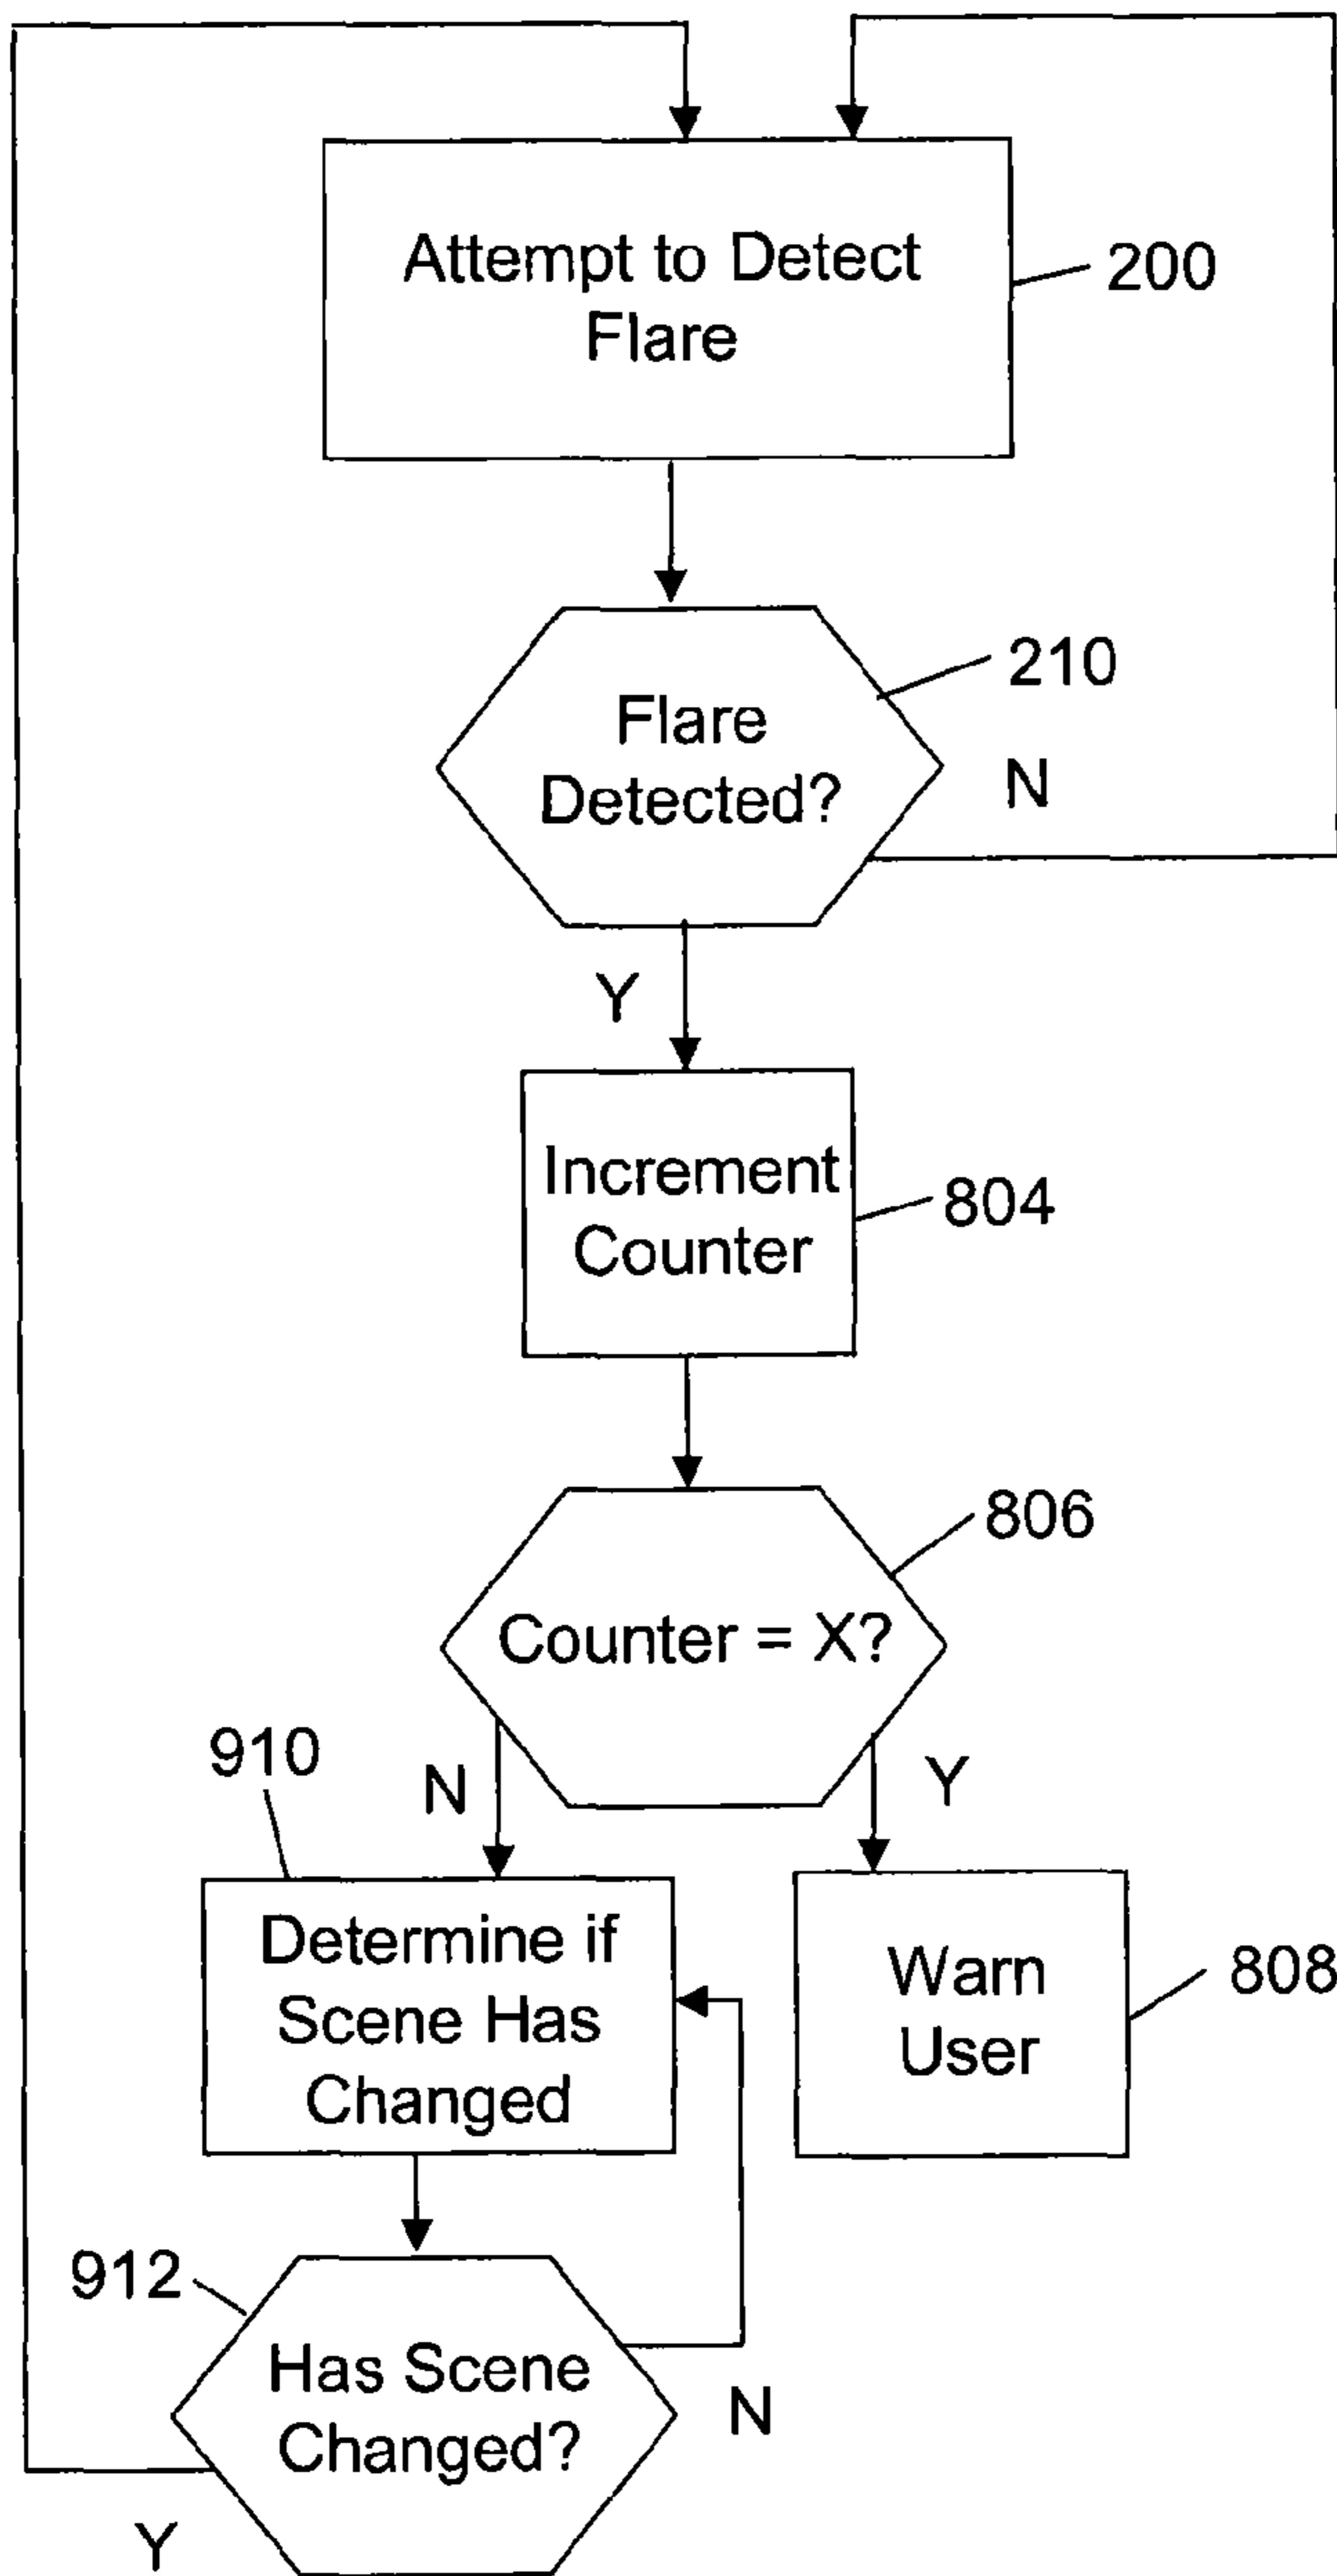 Attempt to Detect
Flare
200
210
Flare
Detected?
N
Y
Increment
Counter
804
806
Counter = X?
910
N
Y
Determine if
Scene Has
Changed
Warn
User
808
912
Has Scene
Changed?
N
Y